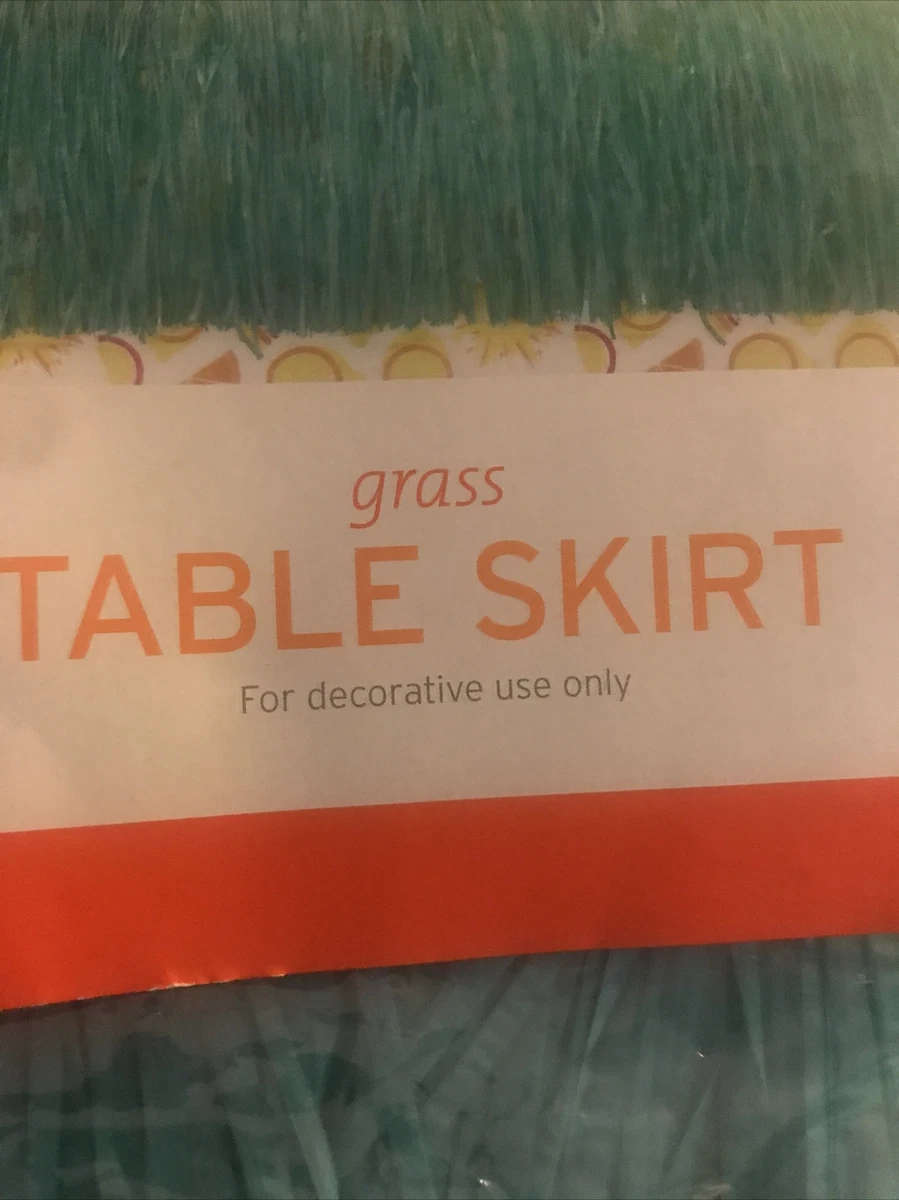 grass
TABLE SKIRT
For decorative use only